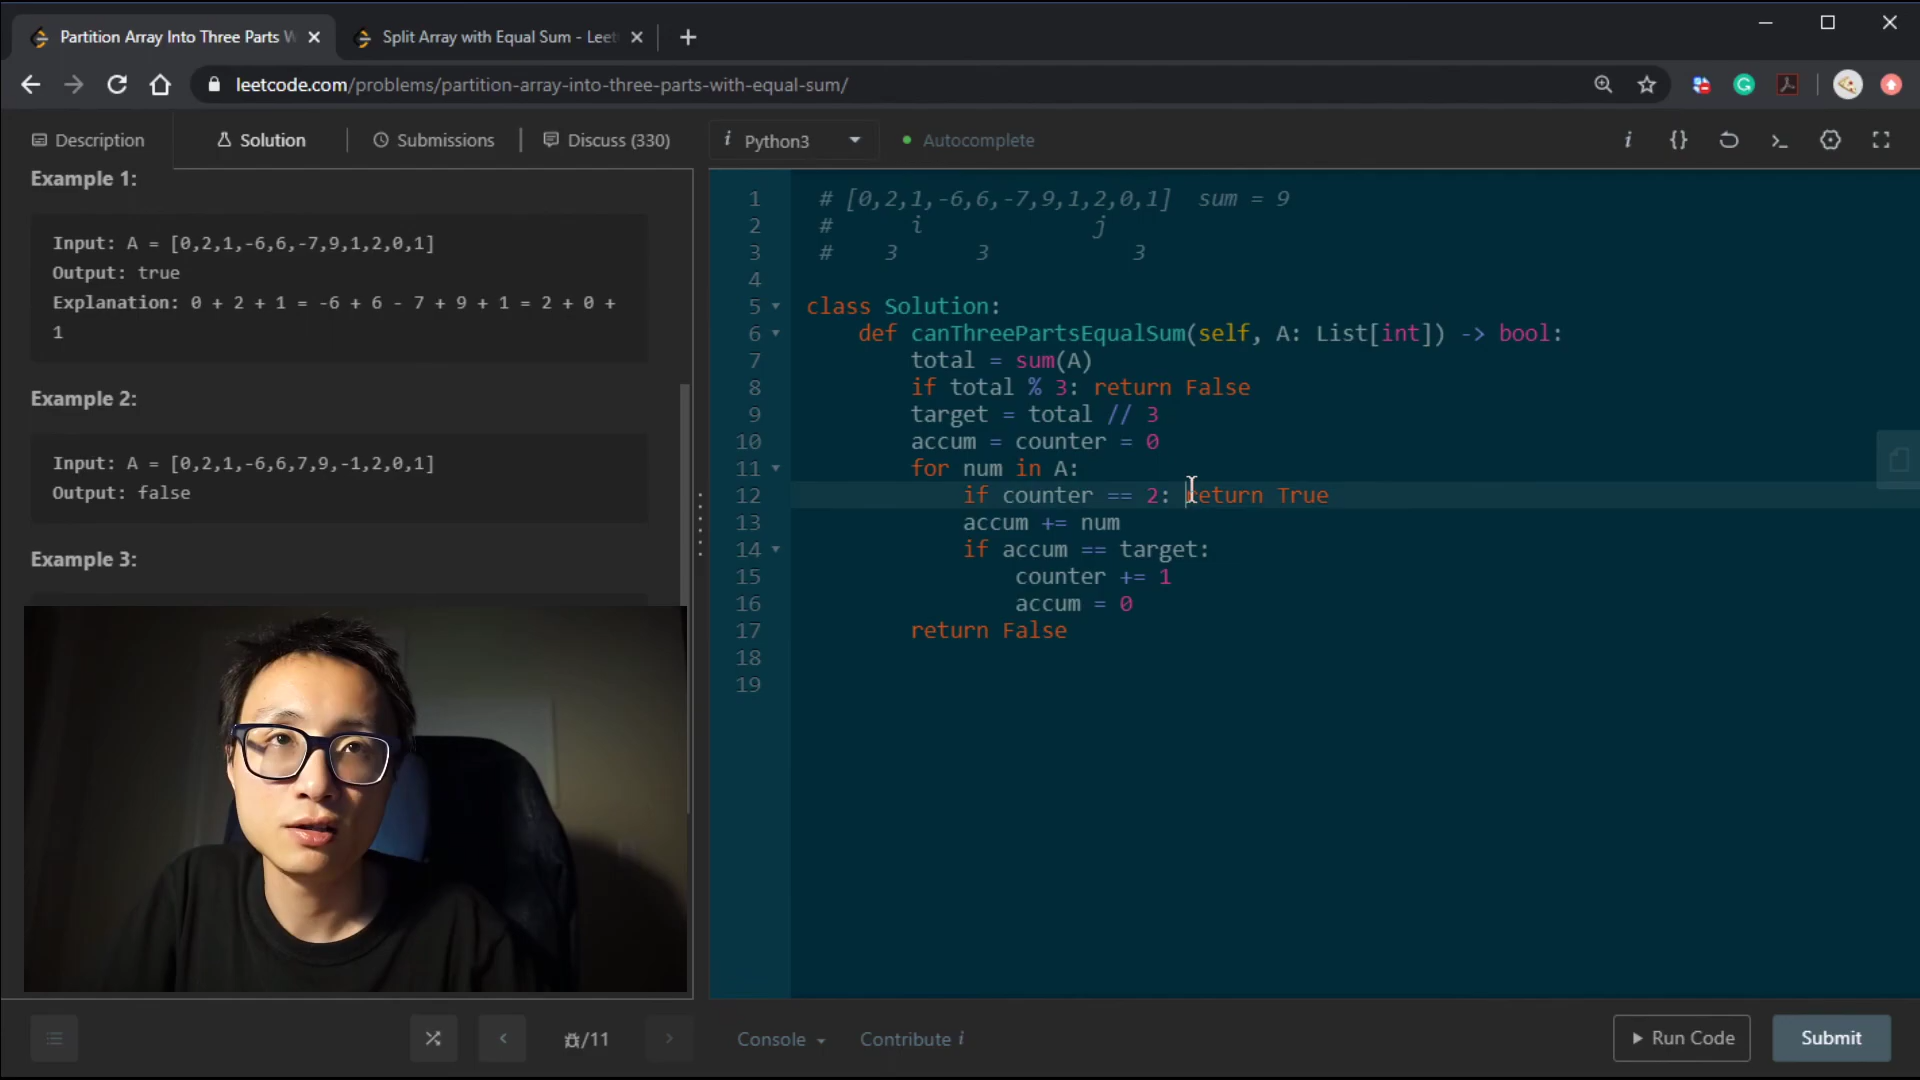 Partition Array Into Three Parts W
Split Array with Equal Sum - Leet
leetcode.com/problems/partition-array-into-three-parts-with-equal-sum/
Description
Solution
Submissions
Discuss (330)
i Python3
Autocomplete
Example 1:
Input: A = [0,2,1,-6,6,-7,9,1,2,0,1]
Output: true
Explanation: 0 + 2 + 1 = -6 + 6 - 7 + 9 + 1 = 2 + 0 +
1
Example 2:
Input: A = [0,2,1,-6,6,7,9,-1,2,0,1]
Output: false
Example 3:
1 # [0,2,1,-6,6,-7,9,1,2,0,1] sum = 9
2 # i j
3 # 3 3 3
4
5 class Solution:
6 def canThreePartsEqualSum(self, A: List[int]) -> bool:
7 total = sum(A)
8 if total % 3: return False
9 target = total // 3
10 accum = counter = 0
11 for num in A:
12 if counter == 2: return True
13 accum += num
14 if accum == target:
15 counter += 1
16 accum = 0
17 return False
18
19
/11
Console
Contribute i
Run Code
Submit